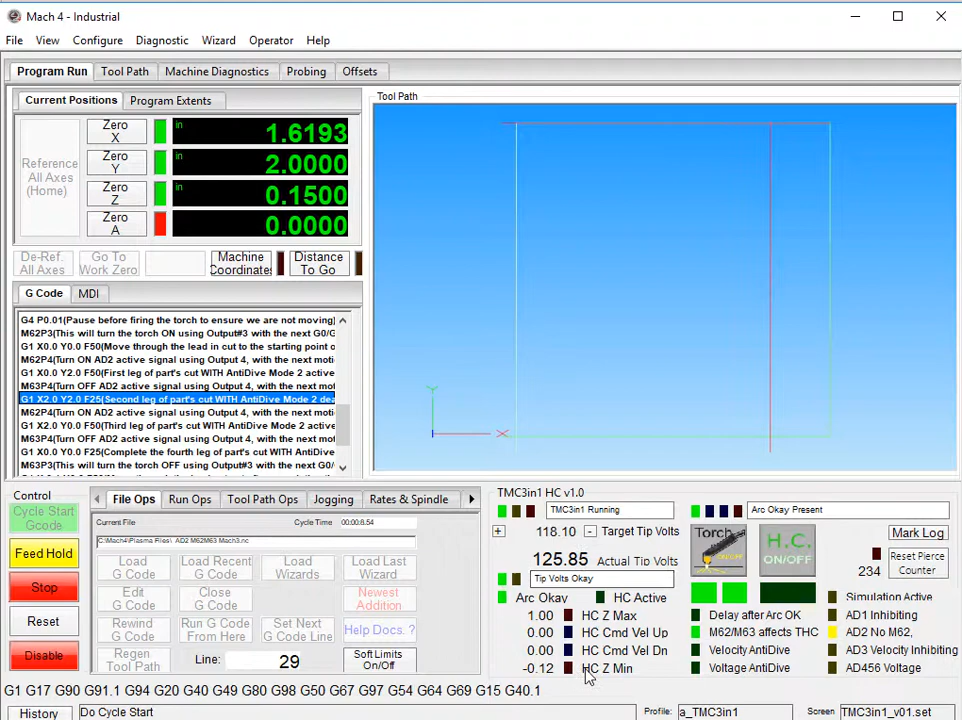 Mach 4 - Industrial
File View Configure Diagnostic Wizard Operator Help
Program Run Tool Path Machine Diagnostics Probing Offsets
Current Positions Program Extents
Tool Path
Reference All Axes (Home)
Zero X in 1.6193
Zero Y in 2.0000
Zero Z in 0.1500
Zero A 0.0000
De-Ref. All Axes
Go To Work Zero
Machine Coordinates
Distance To Go
G Code MDI
G4 P0.01(Pause before firing the torch to ensure we are not moving)
M62P3(This will turn the torch ON using Output#3 with the next G0/G
G1 X0.0 Y0.0 F50(Move through the lead in cut to the starting point o
M62P4(Turn ON AD2 active signal using Output 4, with the next moti
G1 X0.0 Y2.0 F50(First leg of part's cut WITH AntiDive Mode 2 active
M63P4(Turn OFF AD2 active signal using Output 4, with the next mot
G1 X2.0 Y2.0 F25(Second leg of part's cut WITH AntiDive Mode 2 dea
M62P4(Turn ON AD2 active signal using Output 4, with the next moti
G1 X2.0 Y0.0 F50(Third leg of part's cut WITH AntiDive Mode 2 active
M63P4(Turn OFF AD2 active signal using Output 4, with the next mot
G1 X0.0 Y0.0 F50(Complete the fourth leg of part's cut WITH AntiDive
M63P3(This will turn the torch OFF using Output#3 with the next G0/
Y
X
Control
Cycle Start Gcode
Feed Hold
Stop
Reset
Disable
File Ops Run Ops Tool Path Ops Jogging Rates & Spindle
Current File Cycle Time 00:00:8.54
C:\Mach4\Plasma Files\ AD2 M62M63 Mach3.nc
Load G Code
Load Recent G Code
Load Wizards
Load Last Wizard
Edit G Code
Close G Code
Newest Addition
Rewind G Code
Run G Code From Here
Set Next G Code Line
Help Docs. ?
Regen Tool Path
Line: 29
Soft Limits On/Off
TMC3in1 HC v1.0
TMC3in1 Running
Arc Okay Present
+ 118.10 - Target Tip Volts
125.85 Actual Tip Volts
Tip Volts Okay
Torch ON/OFF
H.C. ON/OFF
Mark Log
234
Reset Pierce Counter
Arc Okay HC Active
1.00 HC Z Max
0.00 HC Cmd Vel Up
0.00 HC Cmd Vel Dn
-0.12 HC Z Min
Simulation Active
Delay after Arc OK AD1 Inhibiting
M62/M63 affects THC AD2 No M62,
Velocity AntiDive AD3 Velocity Inhibiting
Voltage AntiDive AD456 Voltage
G1 G17 G90 G91.1 G94 G20 G67 G54 G64 G69 G15 G40.1
History Do Cycle Start Profile: a_TMC3in1 Screen TMC3in1_v01.set